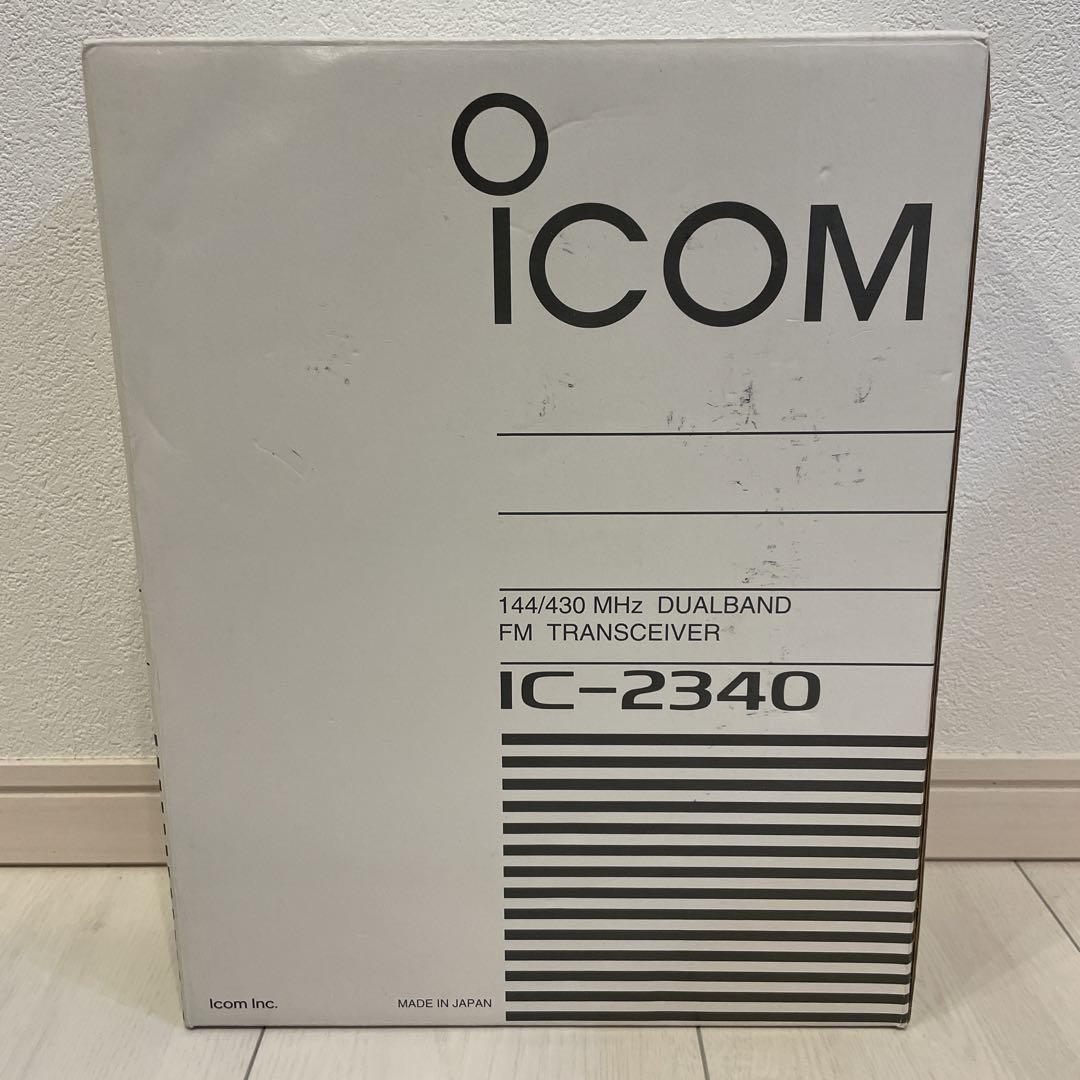 ICOM
144/430 MHz DUALBAND
FM TRANSCEIVER
IC-2340
Icom Inc.
MADE IN JAPAN